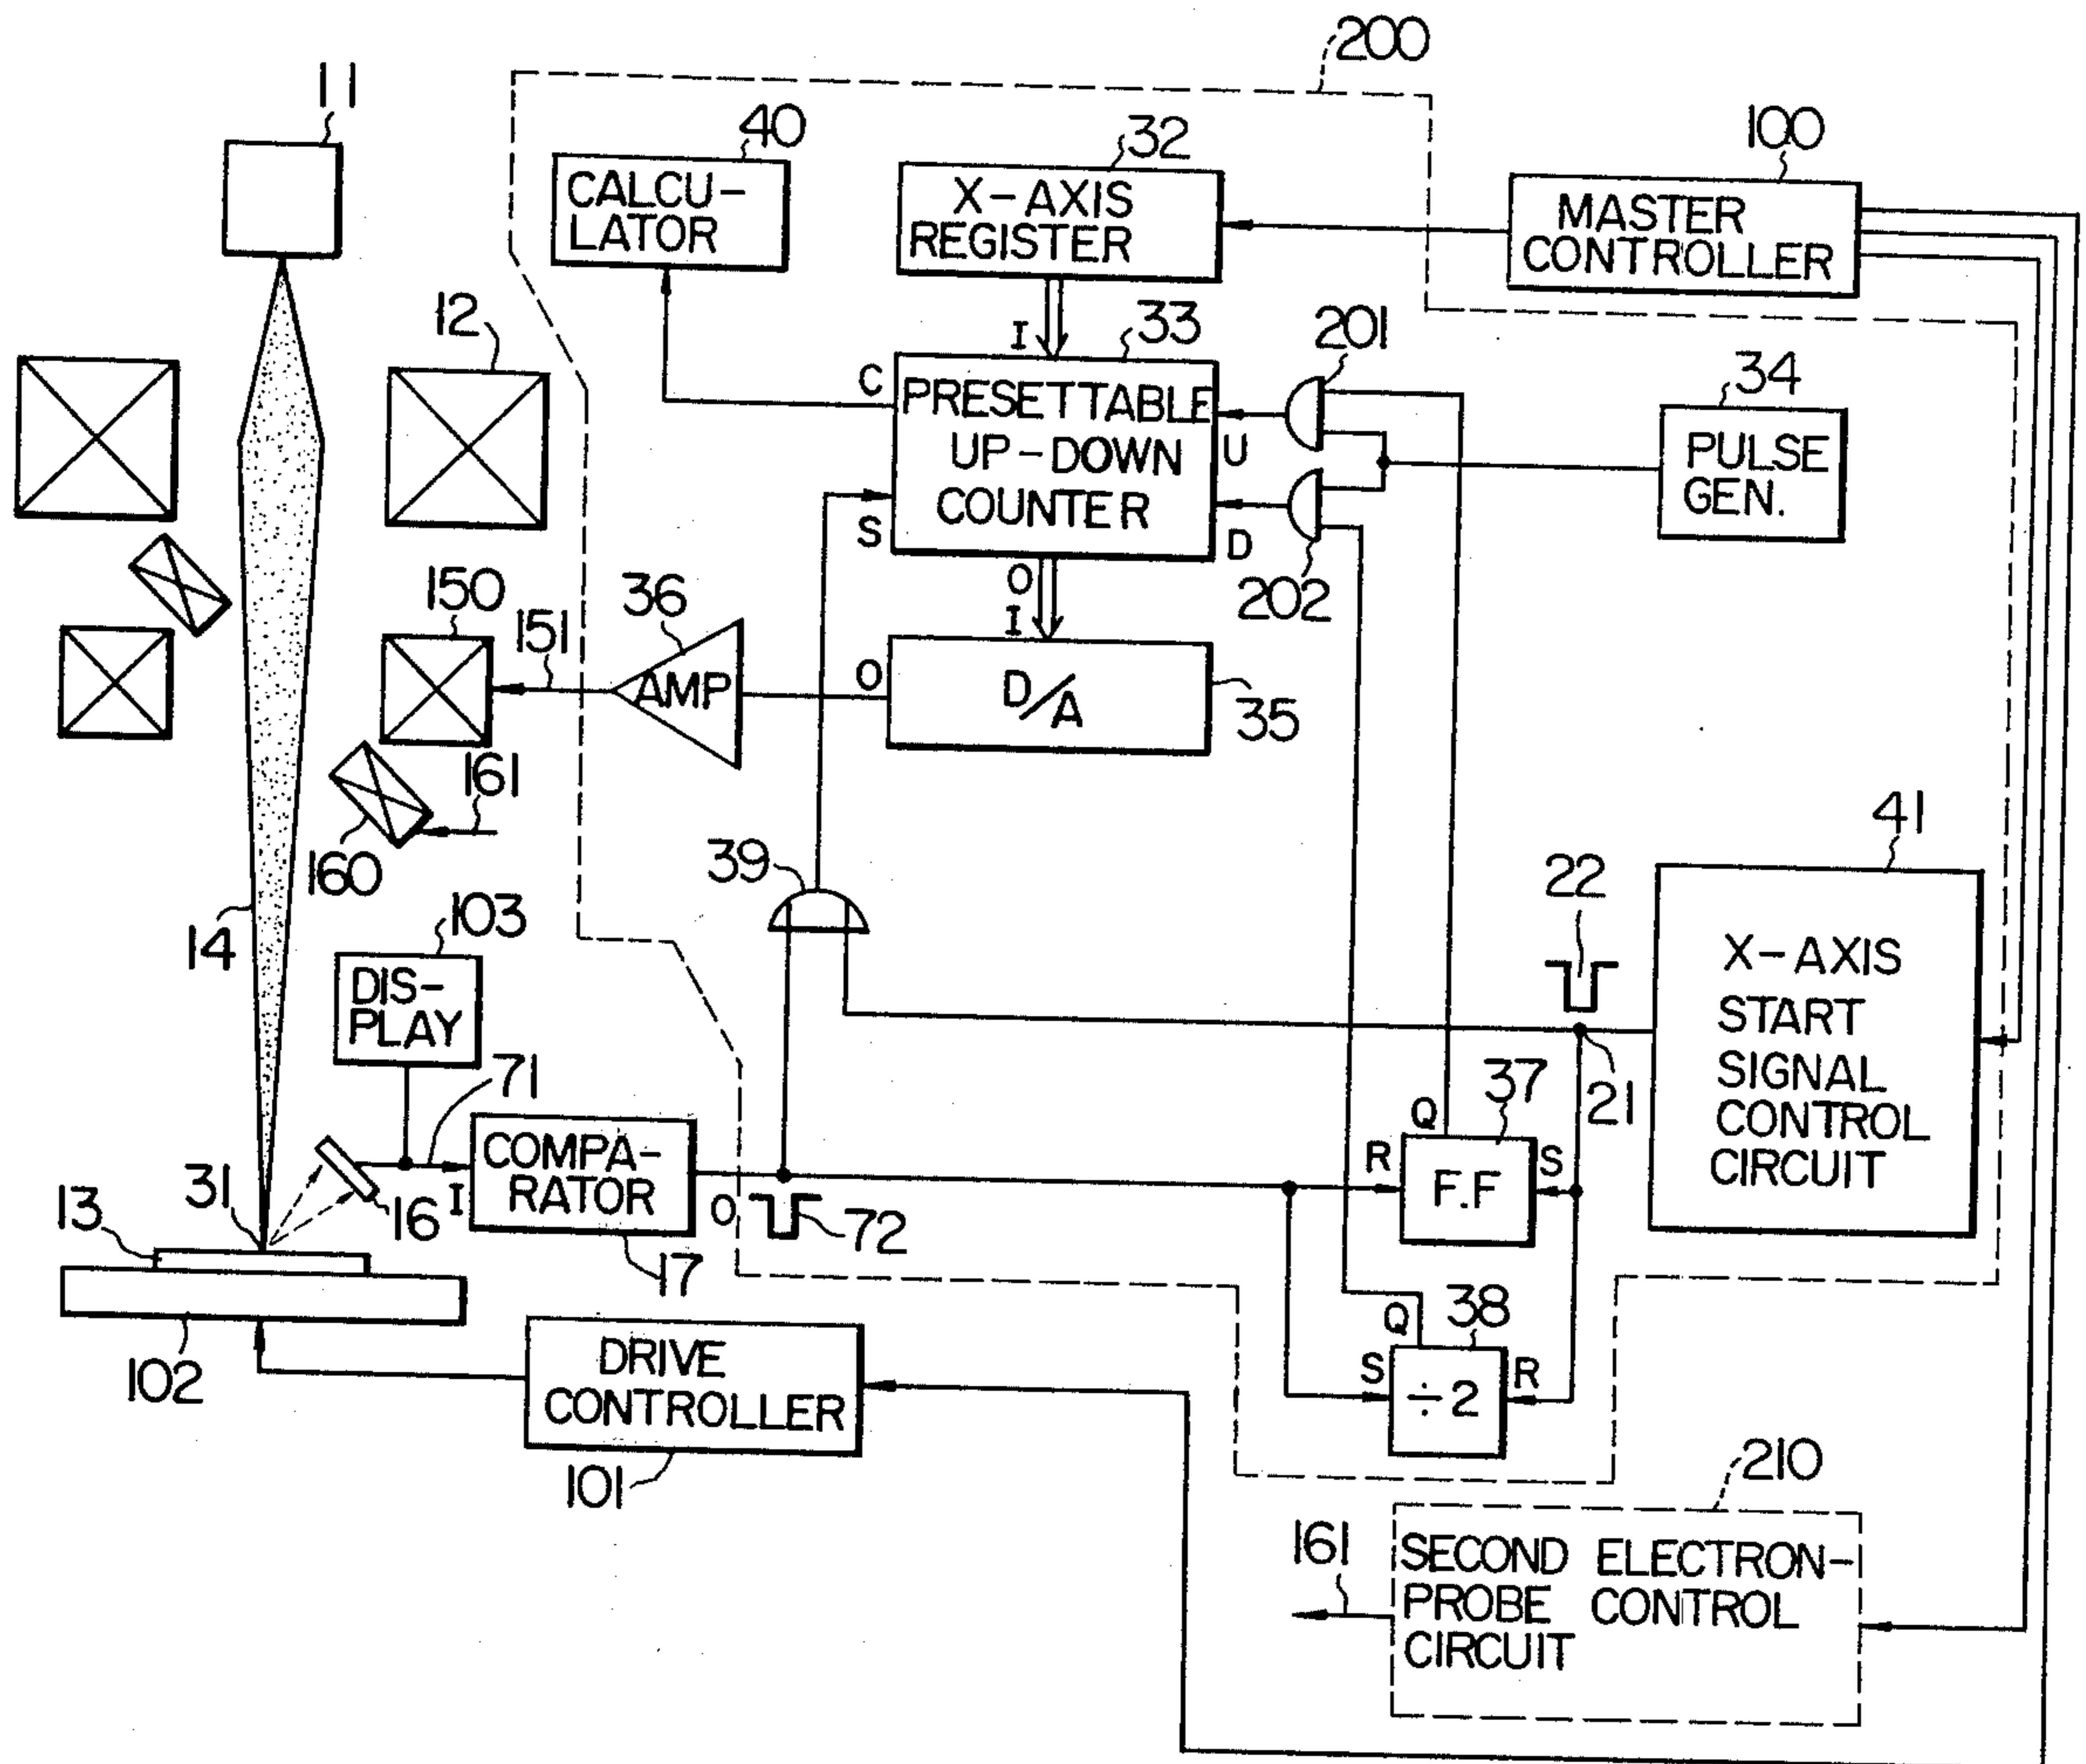 200
11
40
32
100
CALCU-
LATOR
X-AXIS
REGISTER
MASTER
CONTROLLER
12
I
33
201
34
C
PRESETTABLE
UP-DOWN
COUNTER
U
PULSE
GEN.
S
D
202
150
151
36
O
I
AMP
O
D/A
35
161
160
39
41
22
14
103
DIS-
PLAY
X-AXIS
START
SIGNAL
CONTROL
CIRCUIT
71
21
37
Q
R
S
F.F
COMPA-
RATOR
31
13
16
I
O
72
17
38
Q
S
R
÷2
102
DRIVE
CONTROLLER
101
210
161
SECOND ELECTRON-
PROBE CONTROL
CIRCUIT